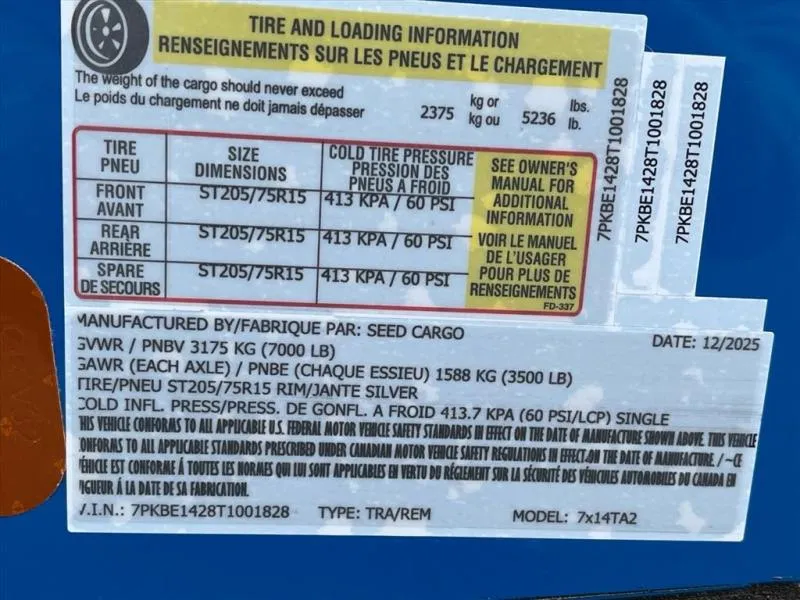 TIRE AND LOADING INFORMATION
RENSEIGNEMENTS SUR LES PNEUS ET LE CHARGEMENT
The weight of the cargo should never exceed
Le poids du chargement ne doit jamais dépasser
2375 kg or kg ou 5236 lbs. lb.
TIRE PNEU
SIZE DIMENSIONS
COLD TIRE PRESSURE PRESSION DES PNEUS A FROID
FRONT AVANT ST205/75R15 413 KPA / 60 PSI
REAR ARRIÈRE ST205/75R15 413 KPA / 60 PSI
SPARE DE SECOURS ST205/75R15 413 KPA / 60 PSI
SEE OWNER'S
MANUAL FOR
ADDITIONAL
INFORMATION
VOIR LE MANUEL
DE L'USAGER
POUR PLUS DE
RENSEIGNEMENTS
FD-337
7PKBE1428T1001828
7PKBE1428T1001828
7PKBE1428T1001828
MANUFACTURED BY/FABRIQUE PAR: SEED CARGO DATE: 12/2025
GVWR / PNBV 3175 KG (7000 LB)
GAWR (EACH AXLE) / PNBE (CHAQUE ESSIEU) 1588 KG (3500 LB)
TIRE/PNEU ST205/75R15 RIM/JANTE SILVER
COLD INFL. PRESS/PRESS. DE GONFL. A FROID 413.7 KPA (60 PSI/LCP) SINGLE
THIS VEHICLE CONFORMS TO ALL APPLICABLE U.S. FEDERAL MOTOR VEHICLE SAFETY STANDARDS IN EFFECT ON THE DATE OF MANUFACTURE SHOWN ABOVE. THIS VEHICLE
CONFORMS TO ALL APPLICABLE STANDARDS PRESCRIBED UNDER CANADIAN MOTOR VEHICLE SAFETY REGULATIONS IN EFFECT ON THE DATE OF MANUFACTURE. / ~CE
VÉHICLE EST CONFORME Á TOUTES LES NORMES QUI LUI SONT APPLICABLES EN VERTU DU RÉGLEMENT SUR LA SÉCURITÉ DES VÉHICULES AUTOMOBILES DU CANADA EN
VIGUEUR Á LA DATE DE SA FABRICATION.
V.I.N.: 7PKBE1428T1001828 TYPE: TRA/REM MODEL: 7x14TA2